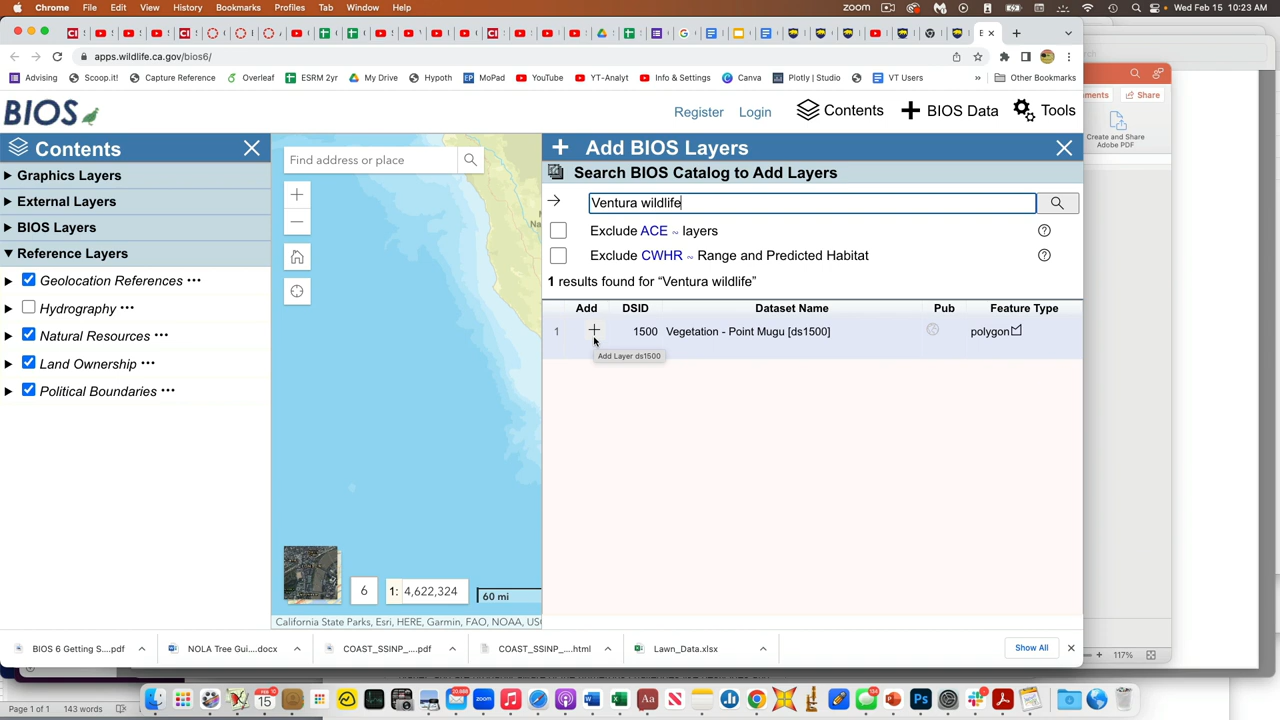 Chrome File Edit View History Bookmarks Profiles Tab Window Help zoom Wed Feb 15 10:23 AM
apps.wildlife.ca.gov/bios6/
Advising Scoop.it! Capture Reference Overleaf ESRM 2yr My Drive Hypoth MoPad YouTube YT-Analyt Info & Settings Canva Plotly | Studio VT Users » Other Bookmarks
BIOS Register Login Contents BIOS Data Tools
Contents
Graphics Layers
External Layers
BIOS Layers
Reference Layers
Geolocation References •••
Hydrography •••
Natural Resources •••
Land Ownership •••
Political Boundaries •••
Find address or place
6 1: 4,622,324 60 mi
California State Parks, Esri, HERE, Garmin, FAO, NOAA,
Add BIOS Layers
Search BIOS Catalog to Add Layers
Ventura wildlife
Exclude ACE ~ layers
Exclude CWHR ~ Range and Predicted Habitat
1 results found for “Ventura wildlife”
Add DSID Dataset Name Pub Feature Type
1 1500 Vegetation - Point Mugu [ds1500] polygon
Add Layer ds1500
Share
Create and Share
Adobe PDF
117%
BIOS 6 Getting S....pdf NOLA Tree Gui....docx COAST_SSINP_....pdf COAST_SSINP_....html Lawn_Data.xlsx Show All
Page 1 of 1 143 words